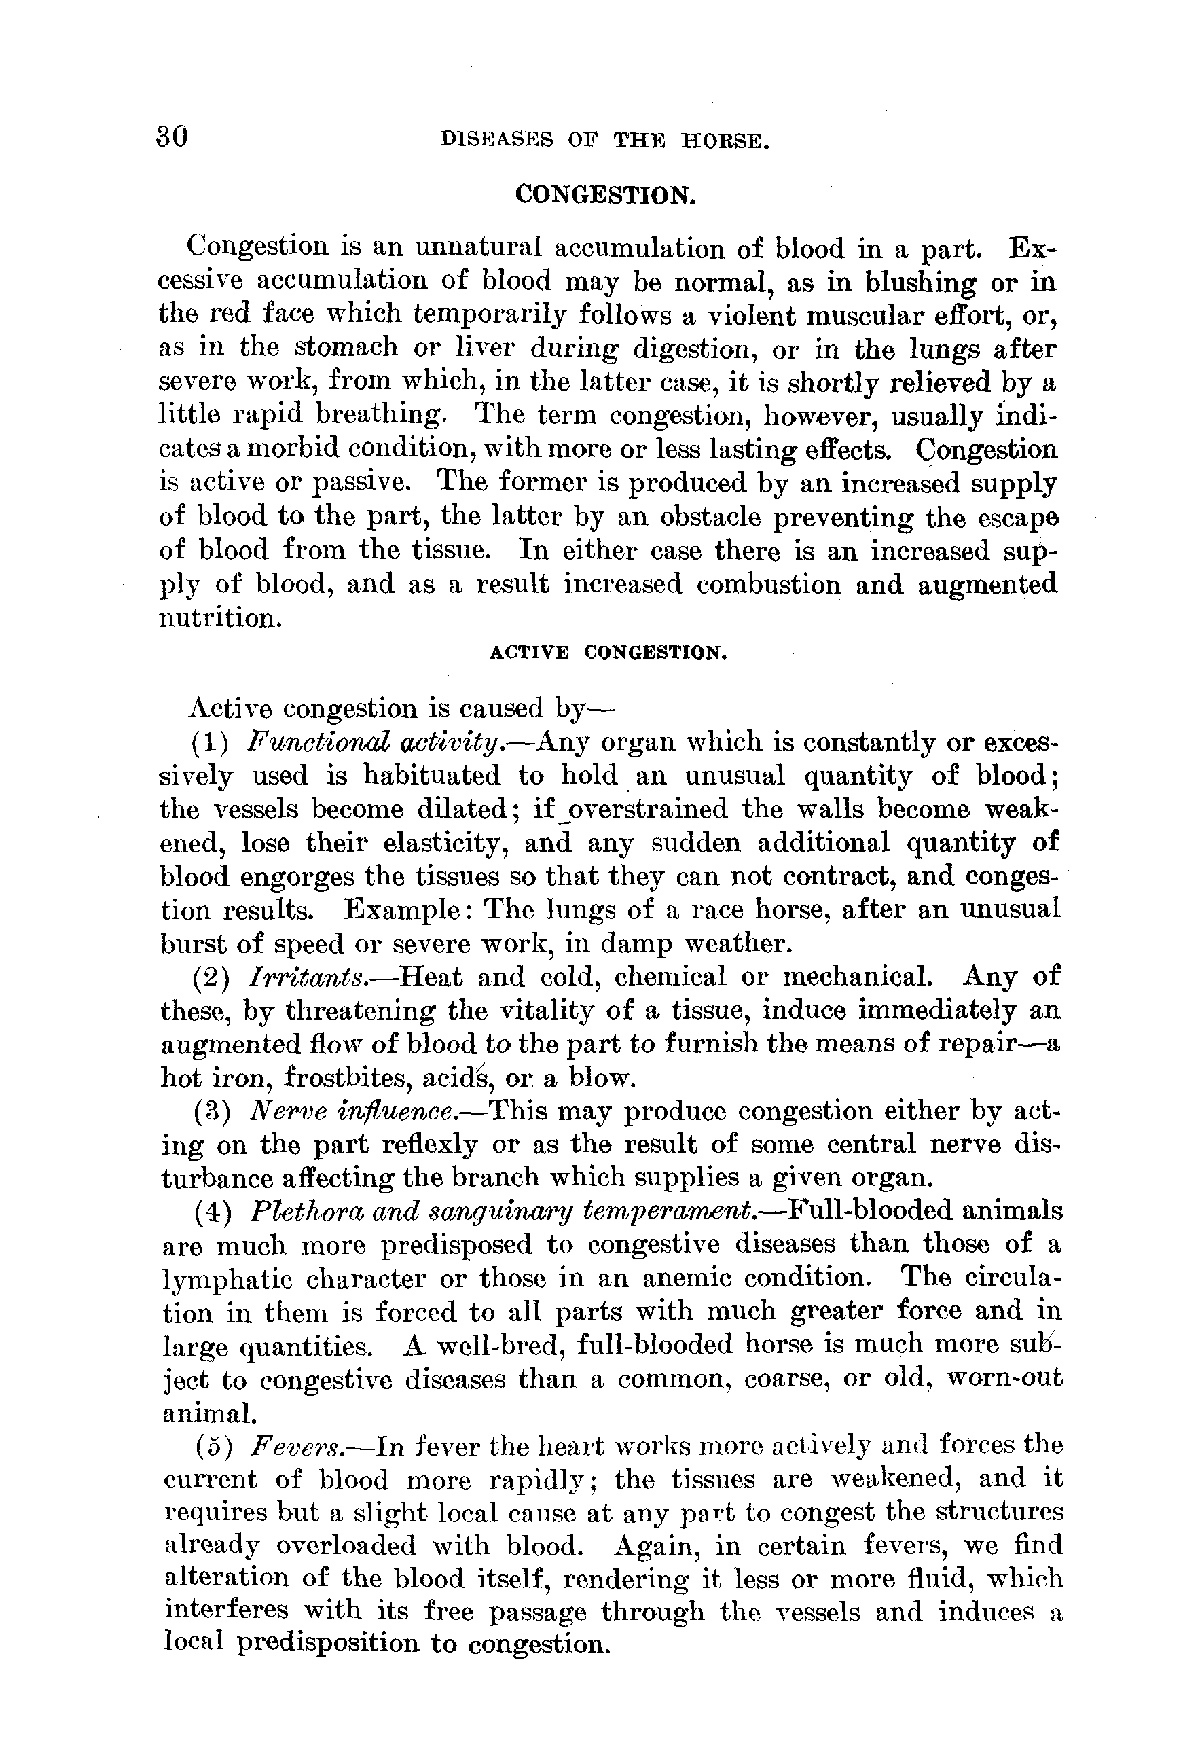 30 DISEASES OF THE HORSE.
CONGESTION.
Congestion is an unnatural accumulation of blood in a part. Ex-
cessive accumulation of blood may be normal, as in blushing or in
the red face which temporarily follows a violent muscular effort, or,
as in the stomach or liver during digestion, or in the lungs after
severe work, from which, in the latter case, it is shortly relieved by a
little rapid breathing. The term congestion, however, usually indi-
cates a morbid condition, with more or less lasting effects. Congestion
is active or passive. The former is produced by an increased supply
of blood to the part, the latter by an obstacle preventing the escape
of blood from the tissue. In either case there is an increased sup-
ply of blood, and as a result increased combustion and augmented
nutrition.
ACTIVE CONGESTION.
Active congestion is caused by—
(1) Functional activity.—Any organ which is constantly or exces-
sively used is habituated to hold an unusual quantity of blood;
the vessels become dilated; if overstrained the walls become weak-
ened, lose their elasticity, and any sudden additional quantity of
blood engorges the tissues so that they can not contract, and conges-
tion results. Example: The lungs of a race horse, after an unusual
burst of speed or severe work, in damp weather.
(2) Irritants.—Heat and cold, chemical or mechanical. Any of
these, by threatening the vitality of a tissue, induce immediately an
augmented flow of blood to the part to furnish the means of repair—a
hot iron, frostbites, acids, or a blow.
(3) Nerve influence.—This may produce congestion either by act-
ing on the part reflexly or as the result of some central nerve dis-
turbance affecting the branch which supplies a given organ.
(4) Plethora and sanguinary temperament.—Full-blooded animals
are much more predisposed to congestive diseases than those of a
lymphatic character or those in an anemic condition. The circula-
tion in them is forced to all parts with much greater force and in
large quantities. A well-bred, full-blooded horse is much more sub-
ject to congestive diseases than a common, coarse, or old, worn-out
animal.
(5) Fevers.—In fever the heart works more actively and forces the
current of blood more rapidly; the tissues are weakened, and it
requires but a slight local cause at any part to congest the structures
already overloaded with blood. Again, in certain fevers, we find
alteration of the blood itself, rendering it less or more fluid, which
interferes with its free passage through the vessels and induces a
local predisposition to congestion.